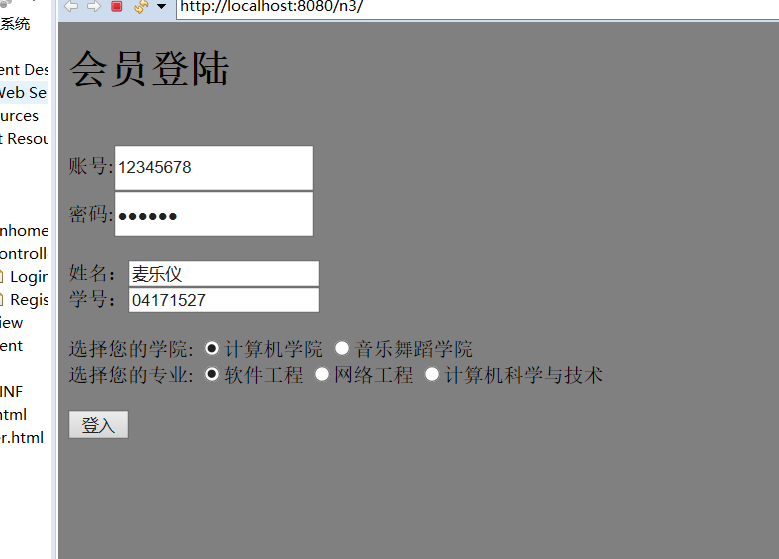 http://localhost:8080/n3/
系统
ent Des
Web Se
urces
t Resou
nhome
ontroll
Login
Regis
iew
ent
INF
html
r.html
会员登陆
账号: 12345678
密码: ●●●●●●
姓名： 麦乐仪
学号： 04171527
选择您的学院: 计算机学院 音乐舞蹈学院
选择您的专业: 软件工程 网络工程 计算机科学与技术
登入